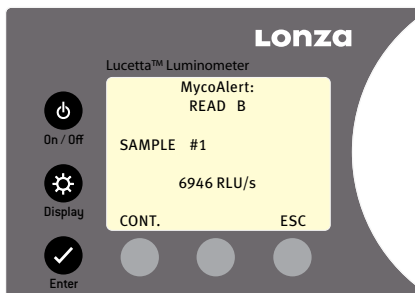 Lonza
Lucetta™ Luminometer
MycoAlert:
READ B
On / Off
SAMPLE #1
6946 RLU/s
Display
CONT. ESC
Enter